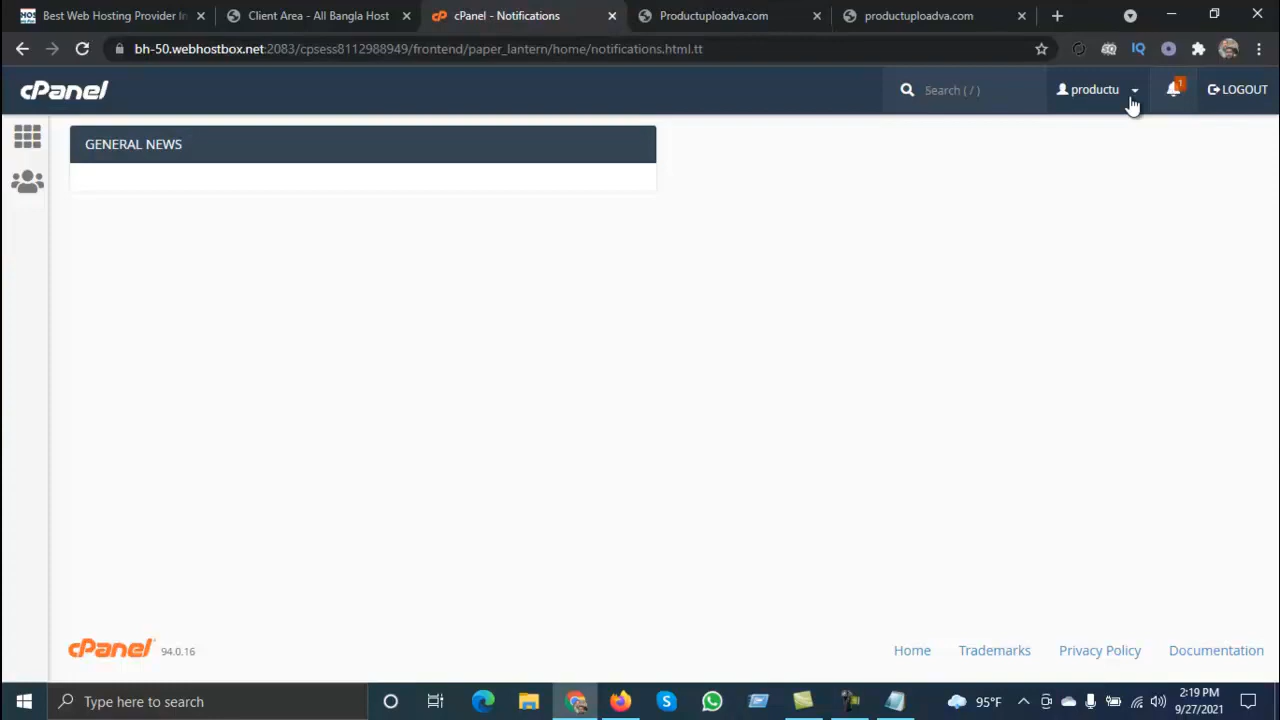 Best Web Hosting Provider In
Client Area - All Bangla Host
cPanel - Notifications
Productuploadva.com
productuploadva.com
bh-50.webhostbox.net:2083/cpsess8112988949/frontend/paper_lantern/home/notifications.html.tt
cPanel
Search ( / )
productu
1
LOGOUT
GENERAL NEWS
cPanel 94.0.16
Home
Trademarks
Privacy Policy
Documentation
Type here to search
95°F
2:19 PM
9/27/2021